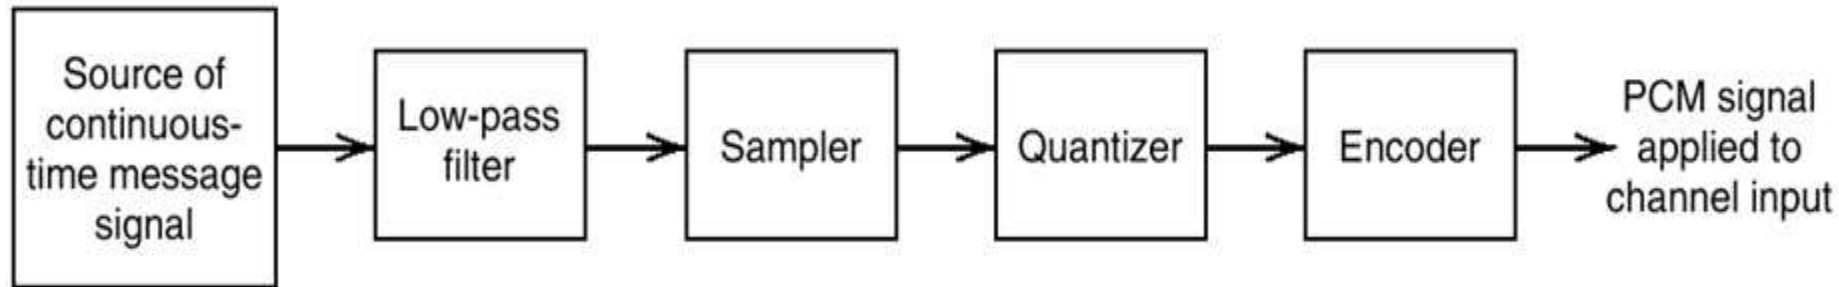 Source of
continuous-
time message
signal
Low-pass
filter
Sampler
Quantizer
Encoder
PCM signal
applied to
channel input